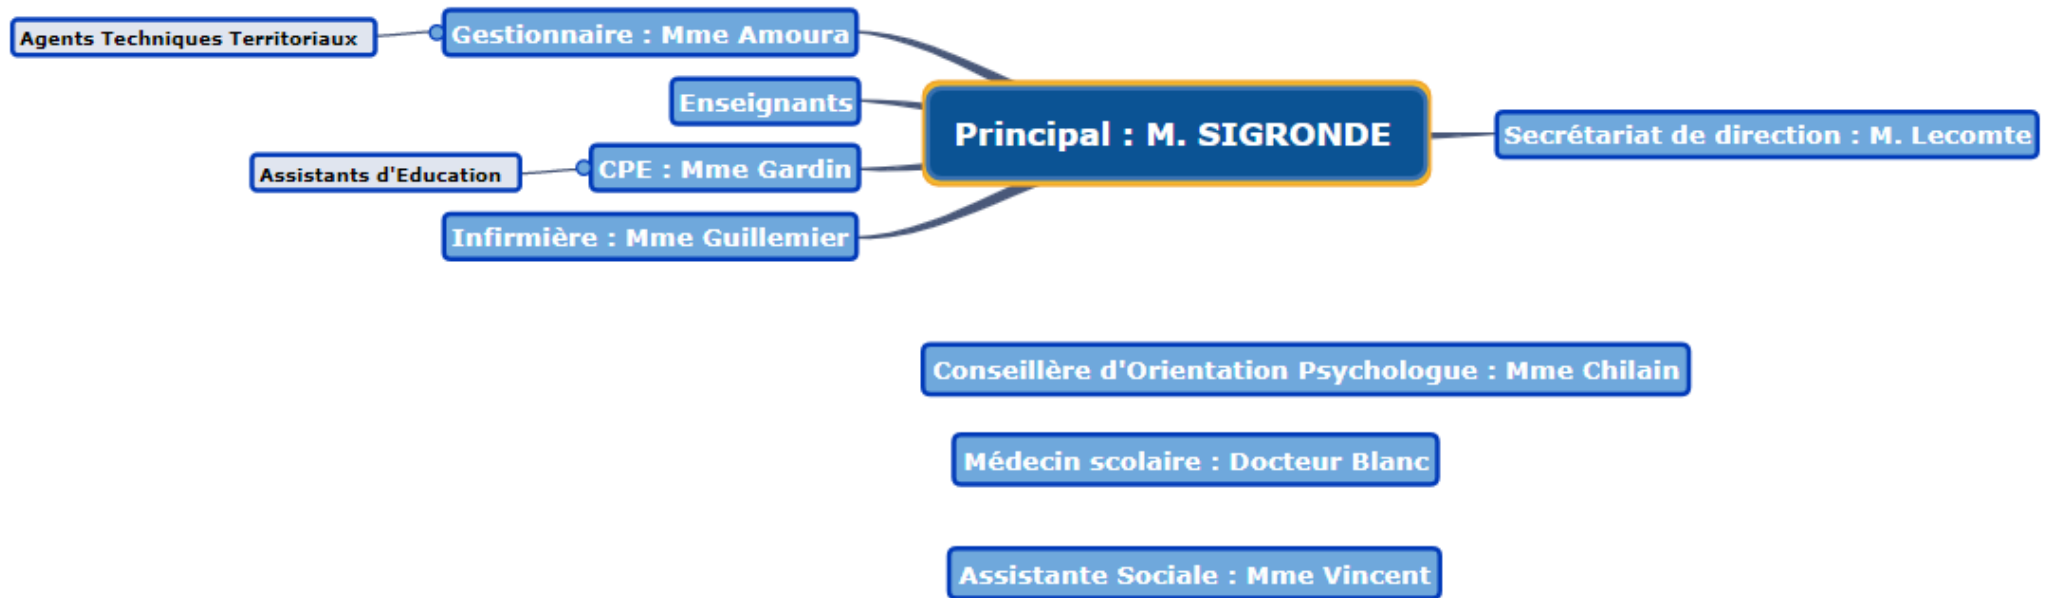 Agents Techniques Territoriaux
Gestionnaire : Mme Amoura
Enseignants
Principal : M. SIGRONDE
Secrétariat de direction : M. Lecomte
Assistants d'Education
CPE : Mme Gardin
Infirmière : Mme Guillemier
Conseillère d'Orientation Psychologue : Mme Chilain
Médecin scolaire : Docteur Blanc
Assistante Sociale : Mme Vincent